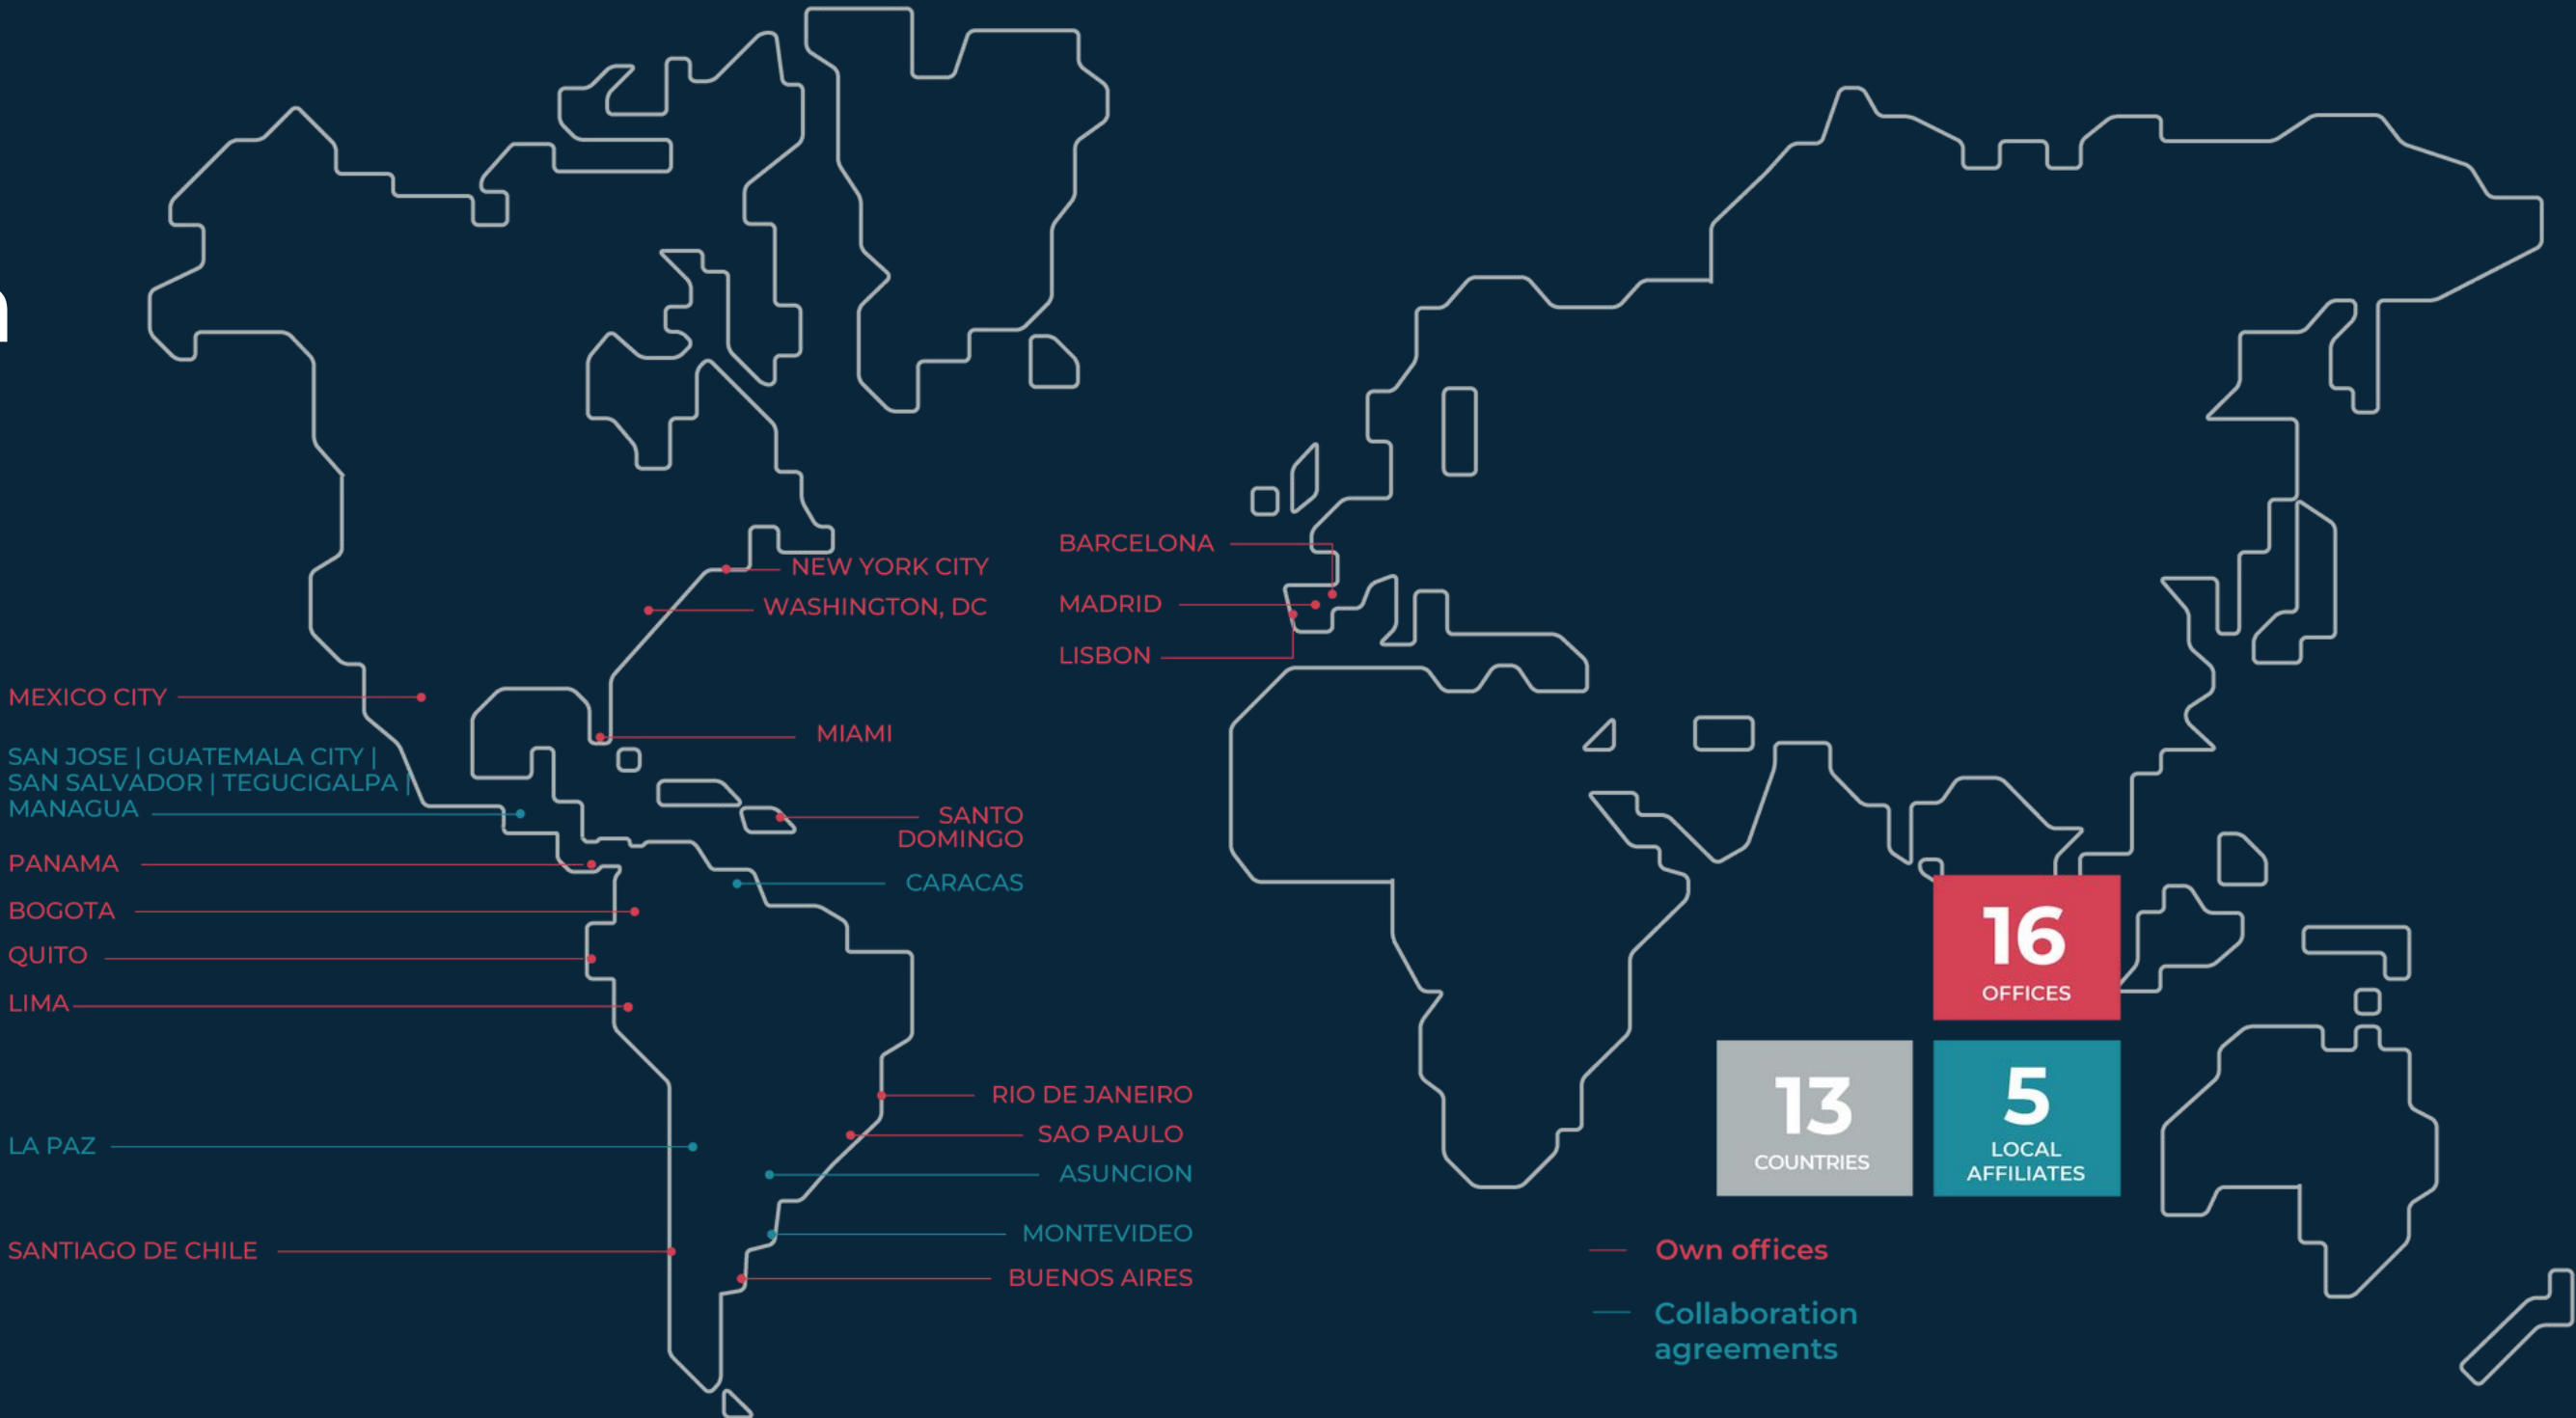 n
BARCELONA
NEW YORK CITY
WASHINGTON, DC
MADRID
LISBON
MEXICO CITY
MIAMI
SAN JOSE | GUATEMALA CITY |
SAN SALVADOR | TEGUCIGALPA |
MANAGUA
SANTO
DOMINGO
PANAMA
CARACAS
BOGOTA
QUITO
LIMA
16
OFFICES
13
COUNTRIES
5
LOCAL
AFFILIATES
RIO DE JANEIRO
SAO PAULO
LA PAZ
ASUNCION
MONTEVIDEO
SANTIAGO DE CHILE
BUENOS AIRES
Own offices
Collaboration
agreements